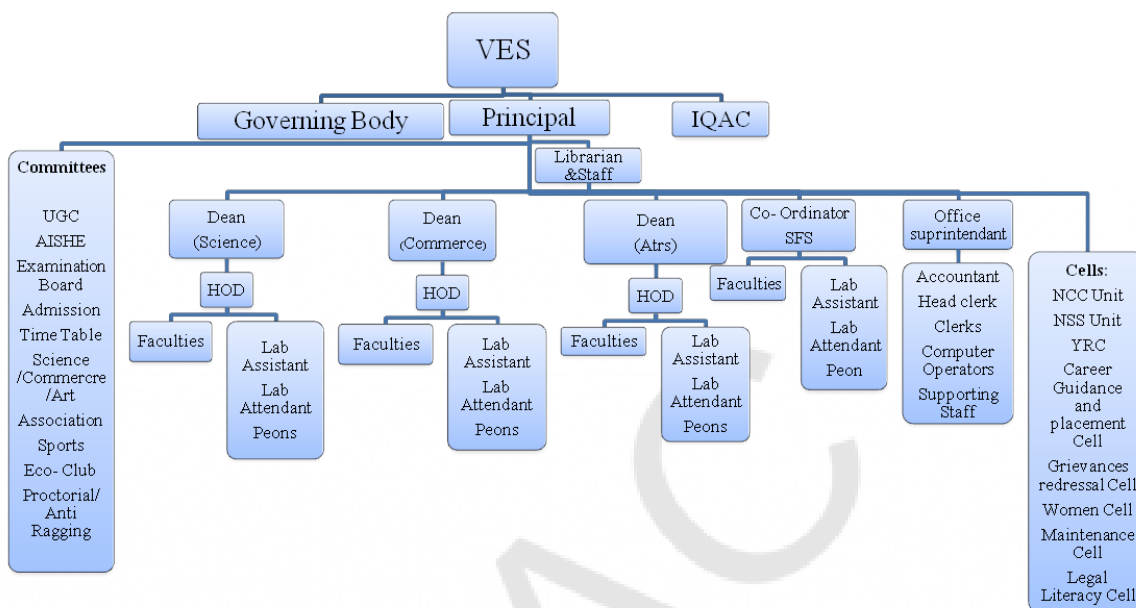 VES
Governing Body
Principal
IQAC
Librarian
&Staff
Committees
UGC
AISHE
Examination
Board
Admission
Time Table
Science
/Commercre
/Art
Association
Sports
Eco- Club
Proctorial/
Anti
Ragging
Dean
(Science)
HOD
Faculties
Lab
Assistant
Lab
Attendant
Peons
Dean
(Commerce)
HOD
Faculties
Lab
Assistant
Lab
Attendant
Peons
Dean
(Atrs)
HOD
Faculties
Lab
Assistant
Lab
Attendant
Peons
Co- Ordinator
SFS
Faculties
Lab
Assistant
Lab
Attendant
Peon
Office
suprintendant
Accountant
Head clerk
Clerks
Computer
Operators
Supporting
Staff
Cells:
NCC Unit
NSS Unit
YRC
Career
Guidance
and
placement
Cell
Grievances
redressal Cell
Women Cell
Maintenance
Cell
Legal
Literacy Cell